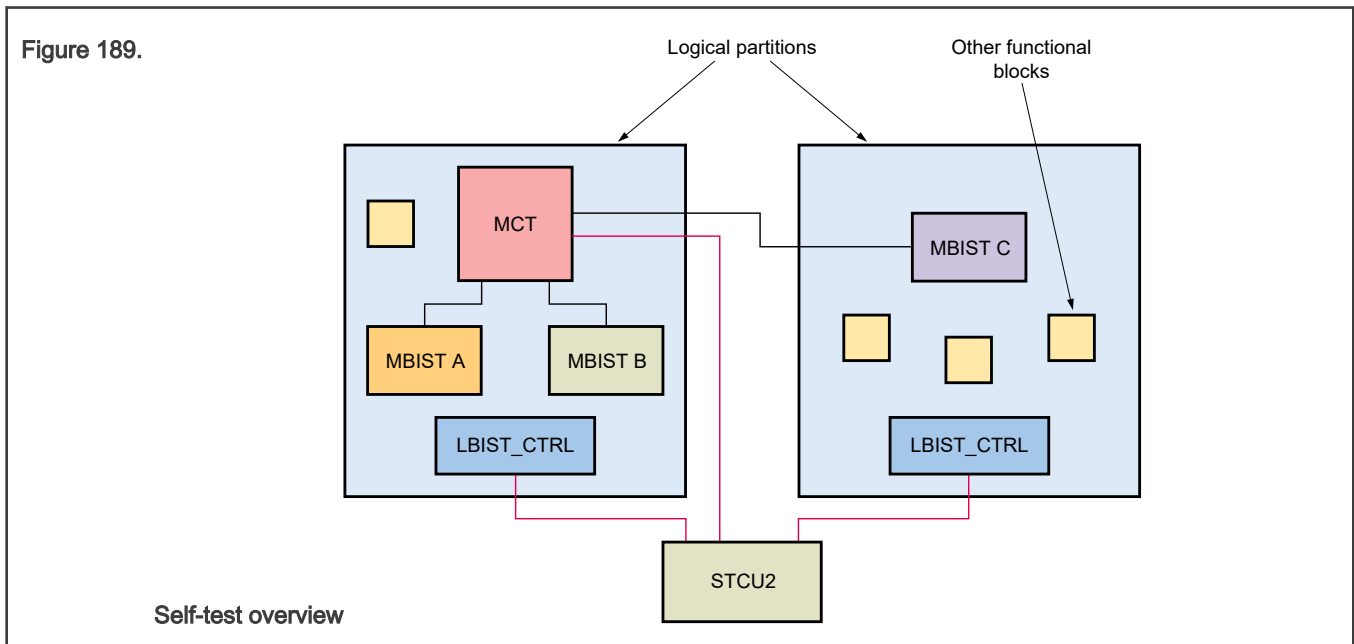 Figure 189.
Logical partitions
Other functional
blocks
MCT
MBIST C
MBIST A
MBIST B
LBIST_CTRL
LBIST_CTRL
STCU2
Self-test overview